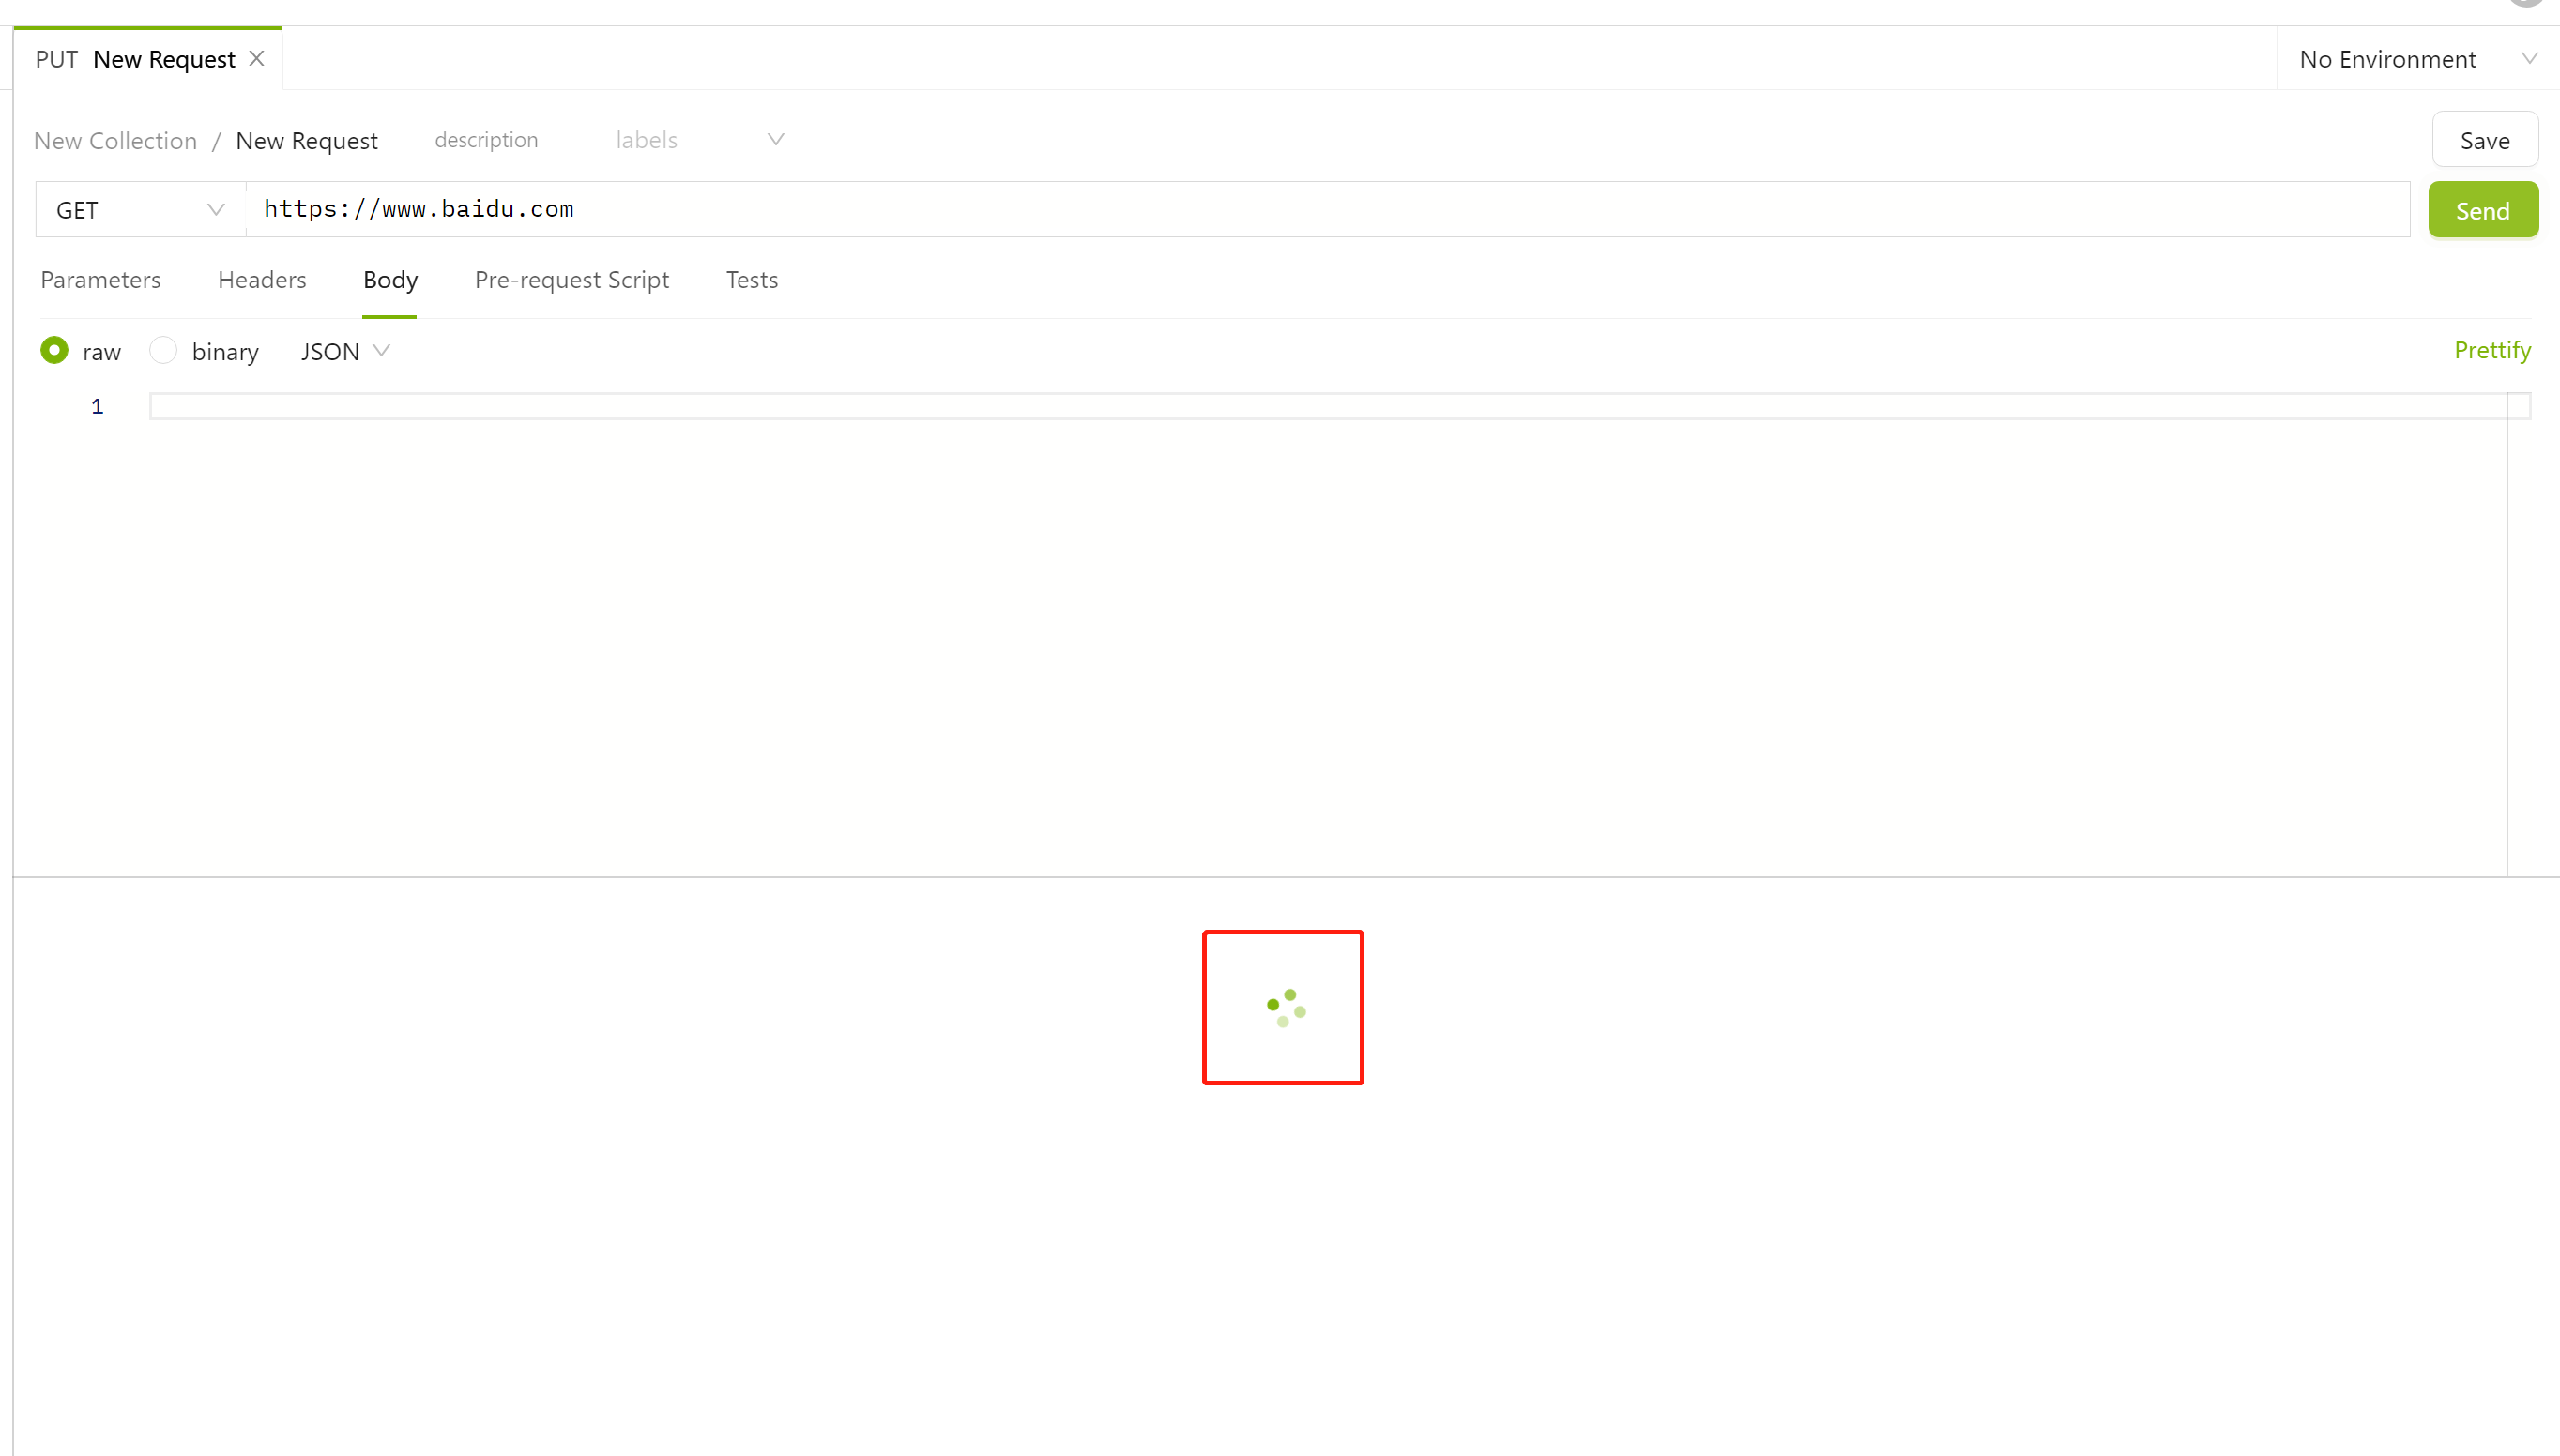 PUT New Request
No Environment
New Collection / New Request description labels
Save
GET https://www.baidu.com
Send
Parameters Headers Body Pre-request Script Tests
raw binary JSON
Prettify
1